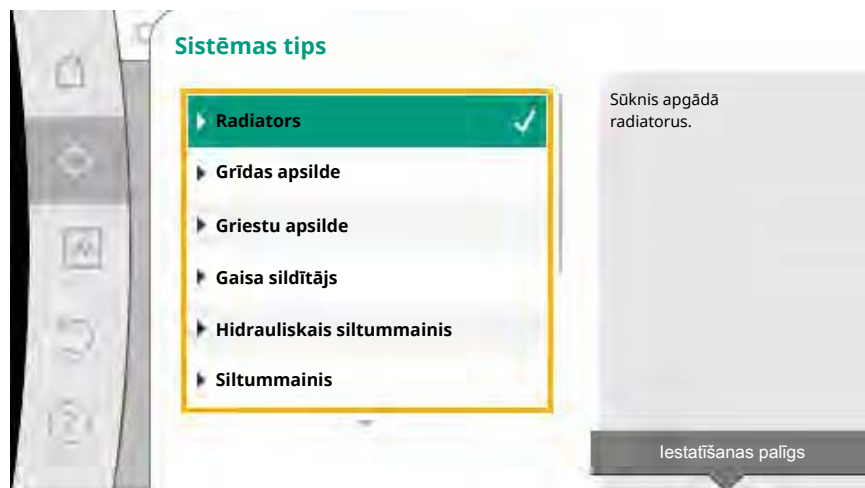 Sistēmas tips
Radiators
Grīdas apsilde
Griestu apsilde
Gaisa sildītājs
Hidrauliskais siltummainis
Siltummainis
Sūknis apgādā
radiatorus.
Iestatīšanas palīgs